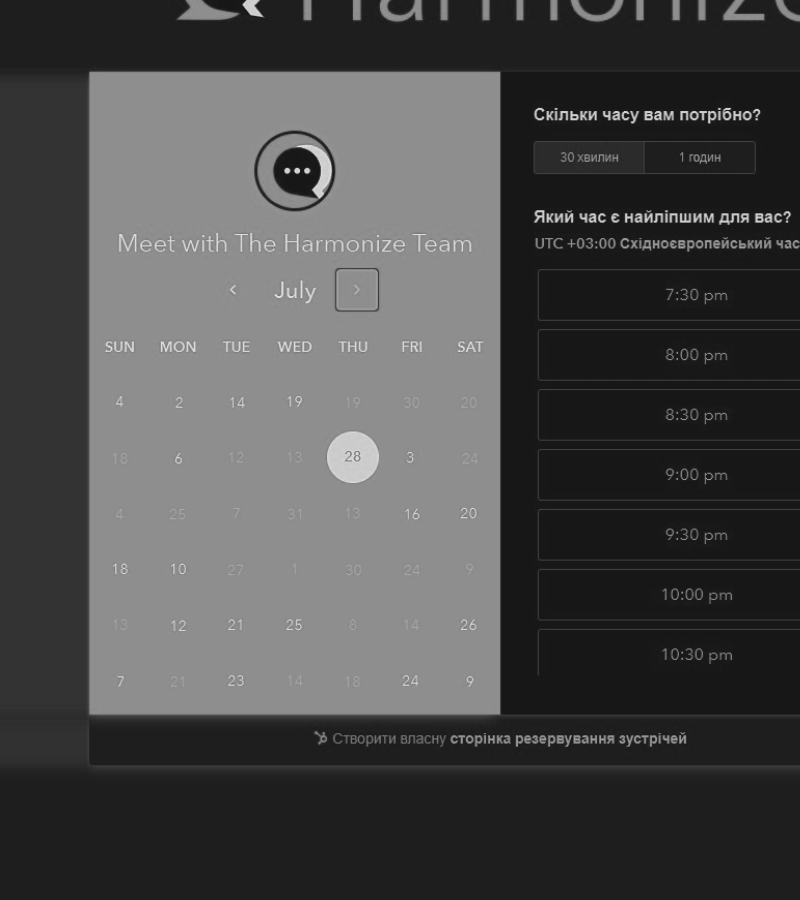 Harmonize
Meet with The Harmonize Team
July
SUN MON TUE WED THU FRI SAT
4 2 14 19 19 30 20
18 6 12 13 28 3 24
4 25 7 31 13 16 20
18 10 27 1 30 24 9
13 12 21 25 8 14 26
7 21 23 14 18 24 9
Скільки часу вам потрібно?
30 хвилин 1 годин
Який час є найліпшим для вас?
UTC +03:00 Східноєвропейський час
7:30 pm
8:00 pm
8:30 pm
9:00 pm
9:30 pm
10:00 pm
10:30 pm
Створити власну сторінка резервування зустрічей